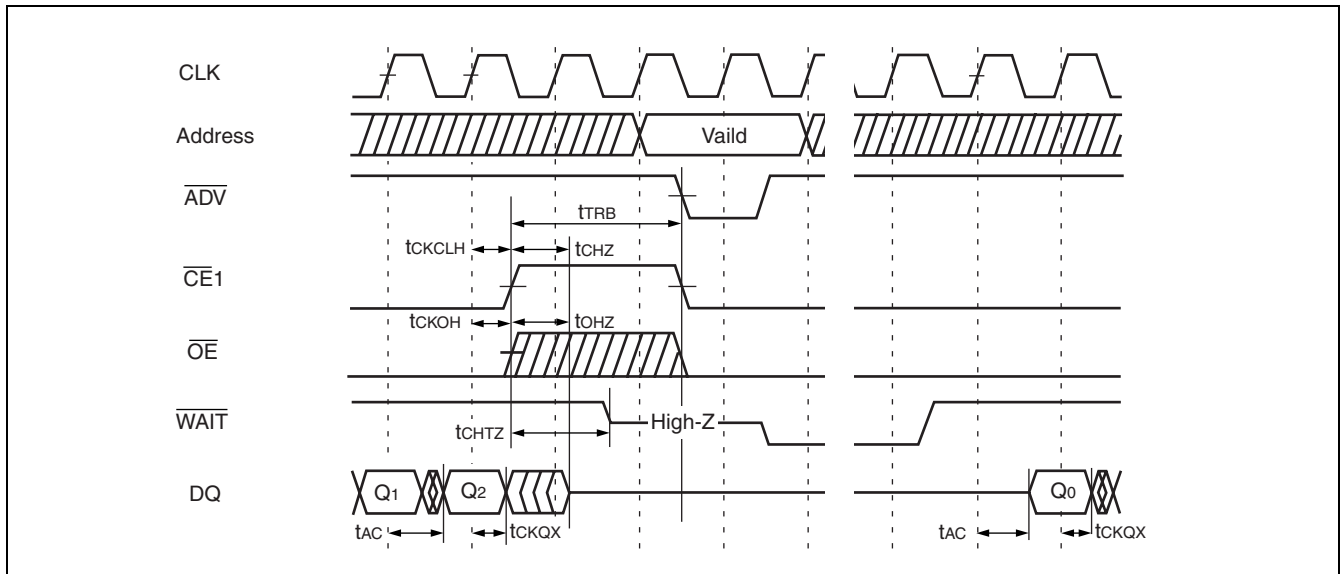 CLK
Address
Vaild
ADV
tTRB
tCKCLH
tCHZ
CE1
tCKOH
tOHZ
OE
WAIT
High-Z
tCHTZ
DQ
Q1
Q2
Q0
tAC
tCKQX
tAC
tCKQX